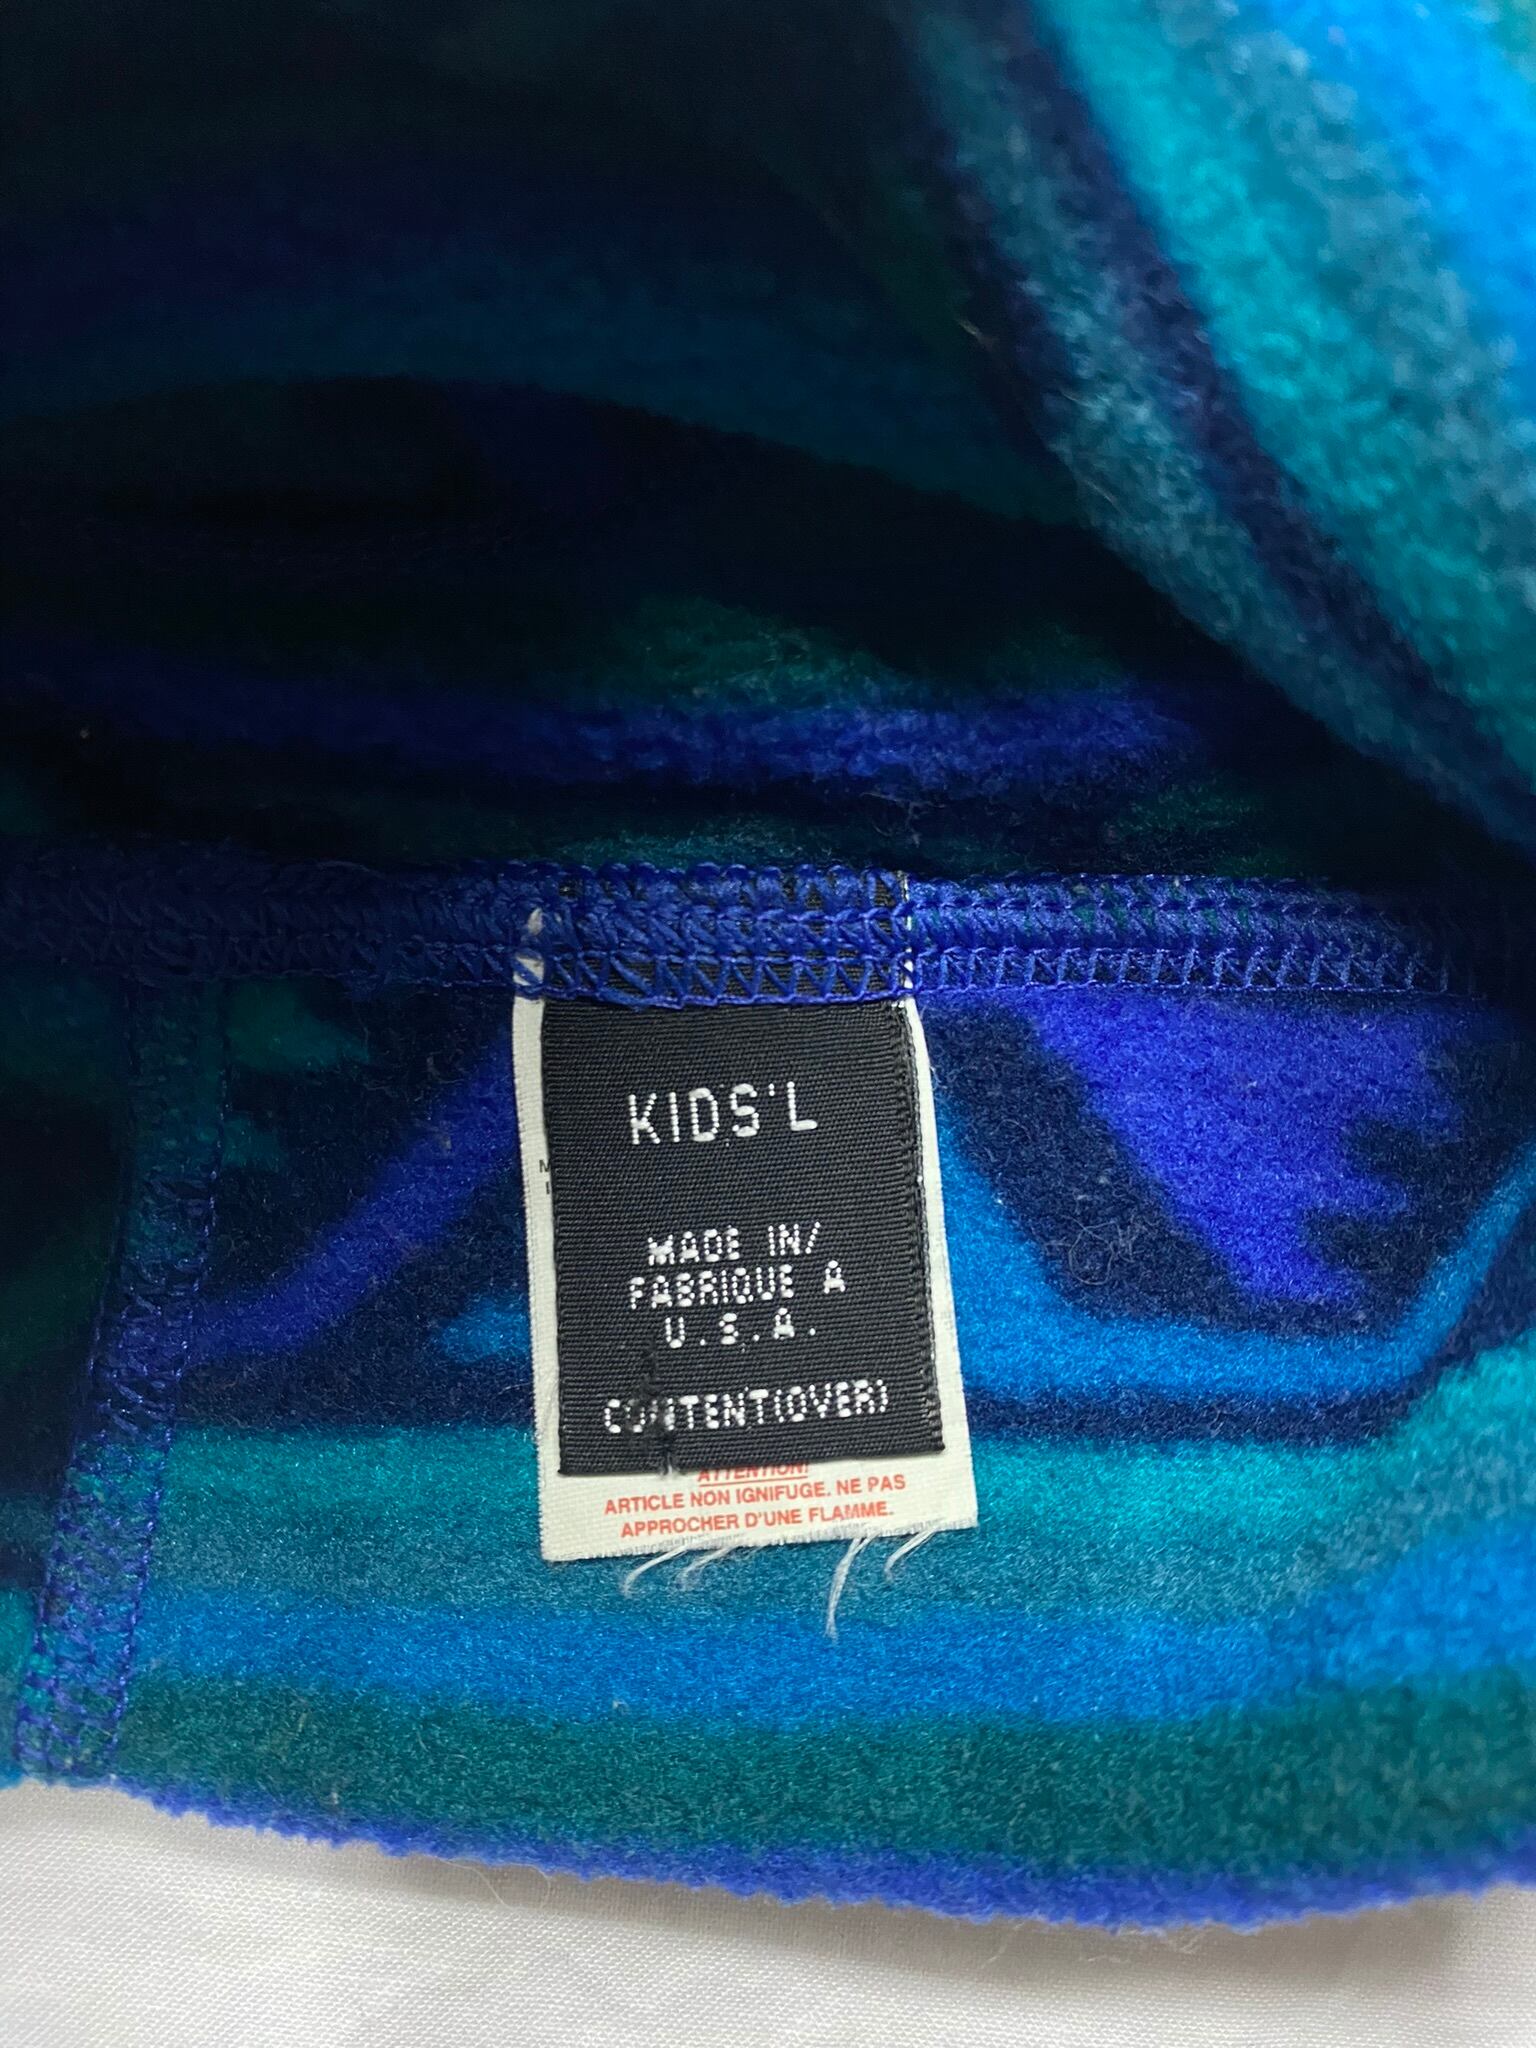 KIDS'L
MADE IN/
FABRIQUE A
U.S.A.
CONTENT(OVER)
ATTENTION!
ARTICLE NON IGNIFUGE. NE PAS
APPROCHER D'UNE FLAMME.